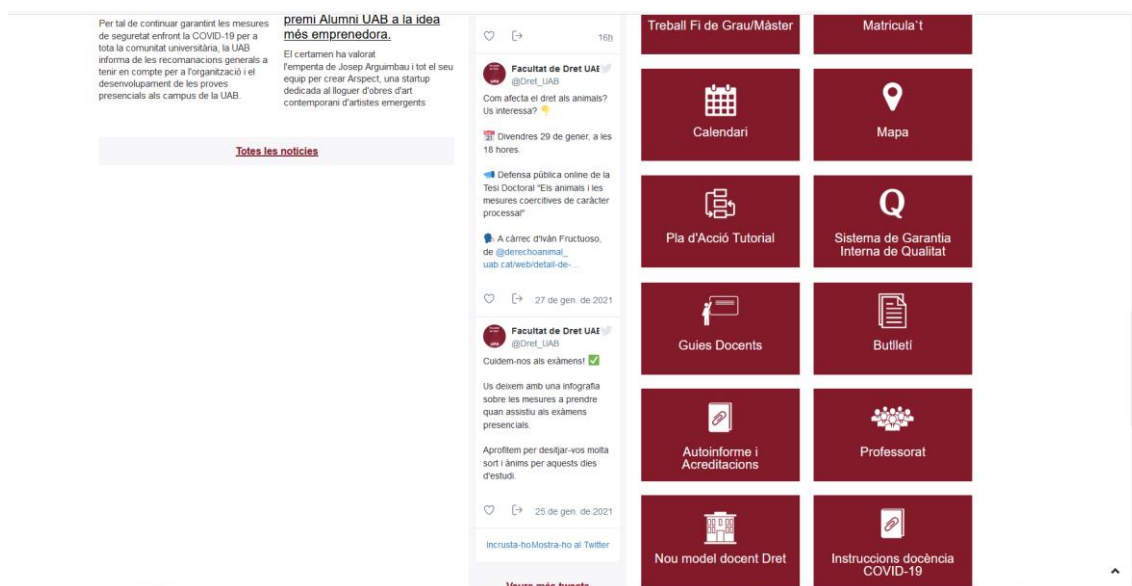 Per tal de continuar garantint les mesures
de seguretat enfront la COVID-19 per a
tota la comunitat universitària, la UAB
informa de les recomanacions generals a
tenir en compte per a l'organització i el
desenvolupament de les proves
presencials als campus de la UAB.
premi Alumni UAB a la idea
més emprenedora.
El certamen ha valorat
l'empenta de Josep Arguimbau i tot el seu
equip per crear Arspect, una startup
dedicada al lloguer d'obres d'art
contemporani d'artistes emergents
Totes les notícies
16h
Facultat de Dret UAE
@Dret_UAB
Com afecta el dret als animals?
Us interessa? 👇
📆 Divendres 29 de gener, a les
18 hores.
📢 Defensa pública online de la
Tesi Doctoral "Els animals i les
mesures coercitives de caràcter
processal"
🗣 A càrrec d'Iván Fructuoso,
de @derechoanimal_
uab.cat/web/detall-de-...
27 de gen. de 2021
Facultat de Dret UAE
@Dret_UAB
Cuidem-nos als exàmens! ✅
Us deixem amb una infografia
sobre les mesures a prendre
quan assistiu als exàmens
presencials.
Aprofitem per desitjar-vos molta
sort i ànims per aquests dies
d'estudi.
25 de gen. de 2021
Incrusta-hoMostra-ho al Twitter
Veure més tweets
Treball Fi de Grau/Màster
Matricula`t
Calendari
Mapa
Pla d'Acció Tutorial
Q
Sistema de Garantia
Interna de Qualitat
Guies Docents
Butlletí
Autoinforme i
Acreditacions
Professorat
Nou model docent Dret
Instruccions docència
COVID-19